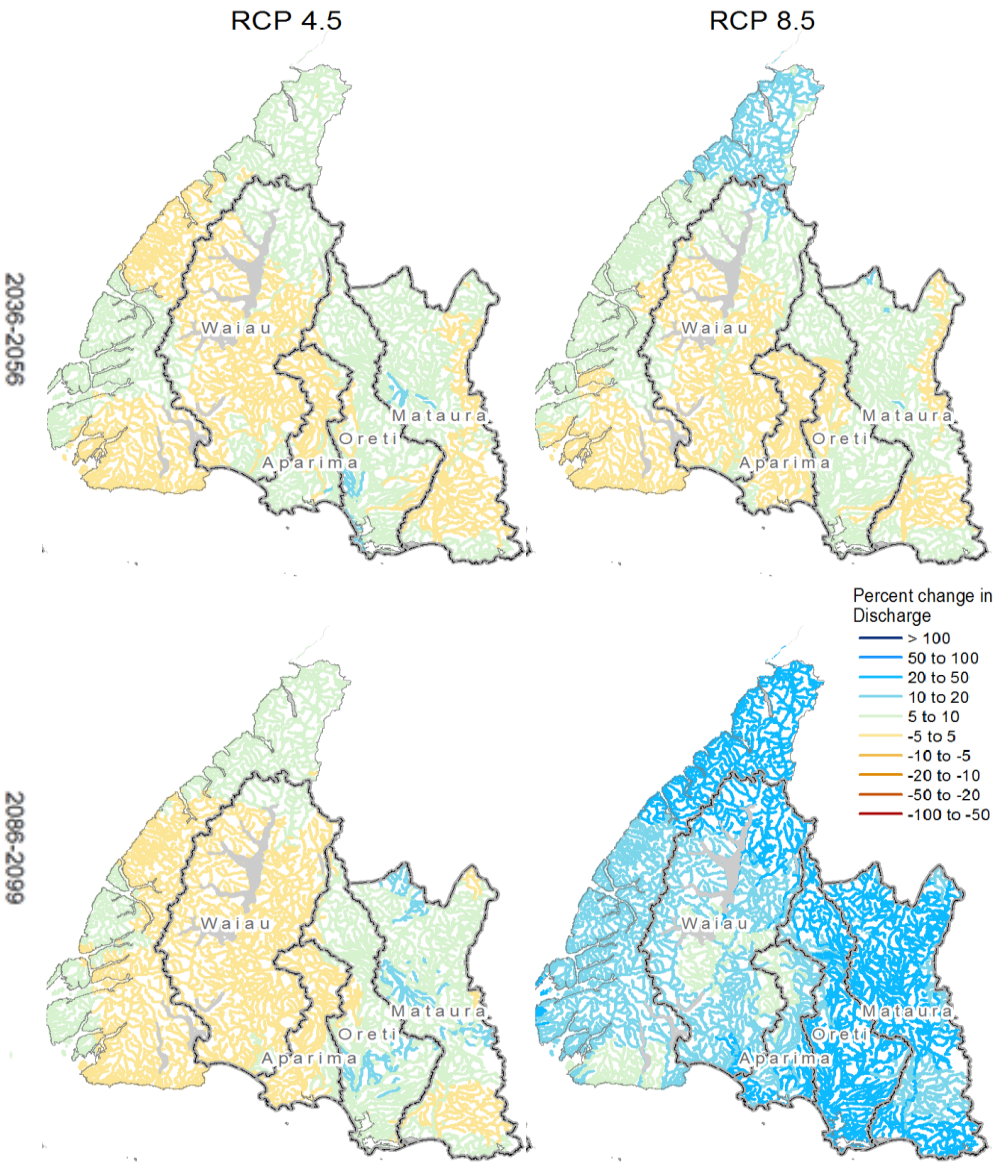 RCP 4.5
RCP 8.5
2036-2056
Waiau
Mataura
Oreti
Aparima
Waiau
Mataura
Oreti
Aparima
Percent change in
Discharge
> 100
50 to 100
20 to 50
10 to 20
5 to 10
-5 to 5
-10 to -5
-20 to -10
-50 to -20
-100 to -50
2086-2099
Waiau
Mataura
Oreti
Aparima
Waiau
Mataura
Oreti
Aparima